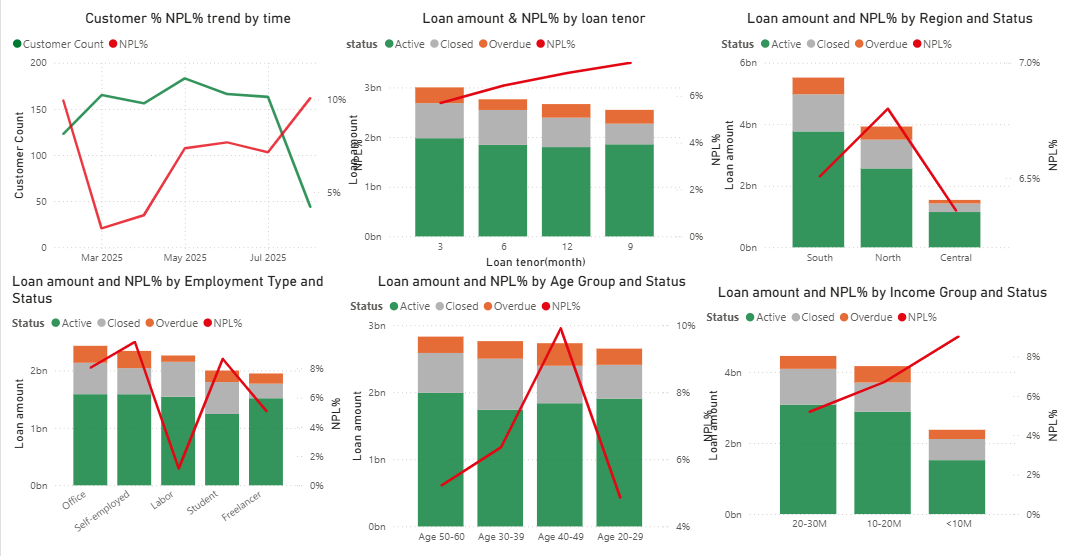 Customer % NPL% trend by time
Customer Count NPL%
200
150
100
50
0
Customer Count
10%
5%
Mar 2025 May 2025 Jul 2025
Loan amount & NPL% by loan tenor
status Active Closed Overdue NPL%
3bn
2bn
1bn
0bn
Loan amount
NPL%
6%
4%
2%
0%
3 6 12 9
Loan tenor(month)
Loan amount and NPL% by Region and Status
Status Active Closed Overdue NPL%
6bn
4bn
2bn
0bn
NPL%
Loan amount
7.0%
6.5%
NPL%
South North Central
Loan amount and NPL% by Employment Type and
Status
Status Active Closed Overdue NPL%
2bn
1bn
0bn
Loan amount
8%
6%
4%
2%
0%
NPL%
Office Self-employed Labor Student Freelancer
Loan amount and NPL% by Age Group and Status
Status Active Closed Overdue NPL%
3bn
2bn
1bn
0bn
Loan amount
10%
8%
6%
4%
NPL%
Age 50-60 Age 30-39 Age 40-49 Age 20-29
Loan amount and NPL% by Income Group and Status
Status Active Closed Overdue NPL%
4bn
2bn
0bn
Loan amount
8%
6%
4%
2%
0%
NPL%
20-30M 10-20M <10M